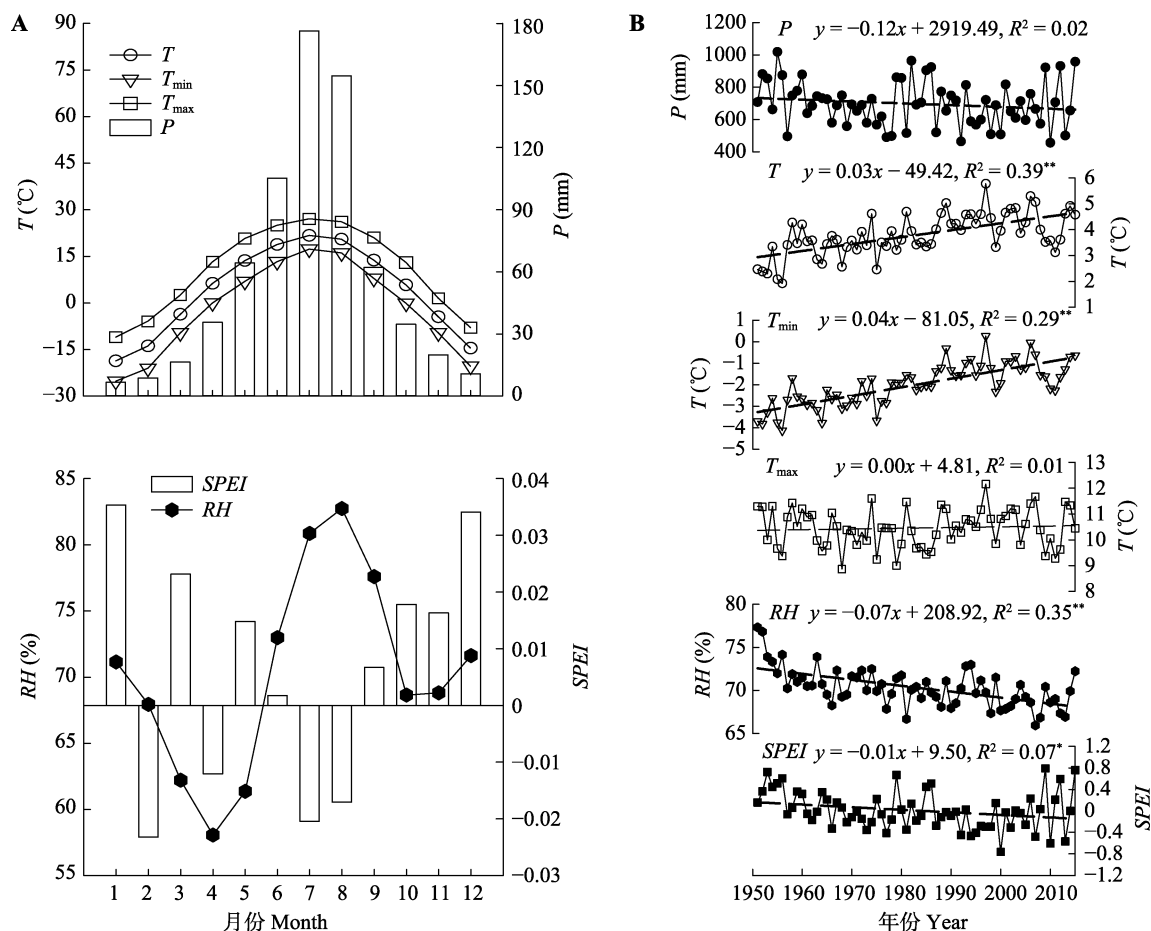 A
T (℃)
90
75
60
45
30
15
0
−15
−30
T
Tmin
Tmax
P
180
150
120
90
60
30
0
P (mm)
RH (%)
85
80
75
70
65
60
55
SPEI
RH
0.04
0.03
0.02
0.01
0
−0.01
−0.02
−0.03
SPEI
1 2 3 4 5 6 7 8 9 10 11 12
月份 Month
B
P y = −0.12x + 2919.49, R² = 0.02
P (mm)
1200
1000
800
600
400
T y = 0.03x − 49.42, R² = 0.39**
6
5
4
3
2
1
T (℃)
Tmin y = 0.04x − 81.05, R² = 0.29**
T (℃)
1
0
−1
−2
−3
−4
−5
Tmax y = 0.00x + 4.81, R² = 0.01
13
12
11
10
9
8
T (℃)
RH y = −0.07x + 208.92, R² = 0.35**
RH (%)
80
75
70
65
SPEI y = −0.01x + 9.50, R² = 0.07*
1.2
0.8
0.4
0
−0.4
−0.8
−1.2
SPEI
1950 1960 1970 1980 1990 2000 2010
年份 Year